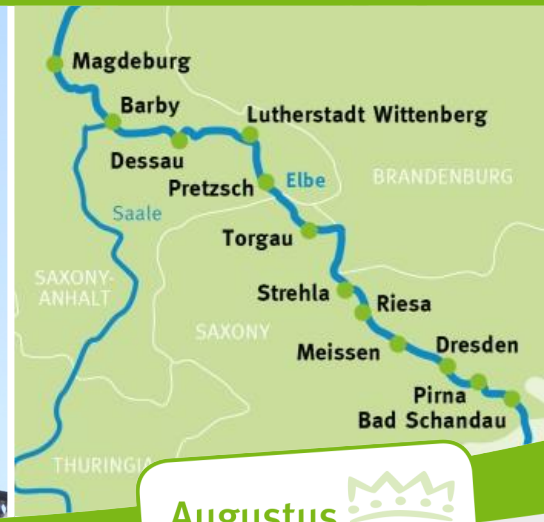 Magdeburg
Barby
Lutherstadt Wittenberg
Dessau
Pretzsch
Elbe
BRANDENBURG
Saale
Torgau
SAXONY-
ANHALT
Strehla
Riesa
SAXONY
Meissen
Dresden
Pirna
Bad Schandau
THURINGIA
Augustus